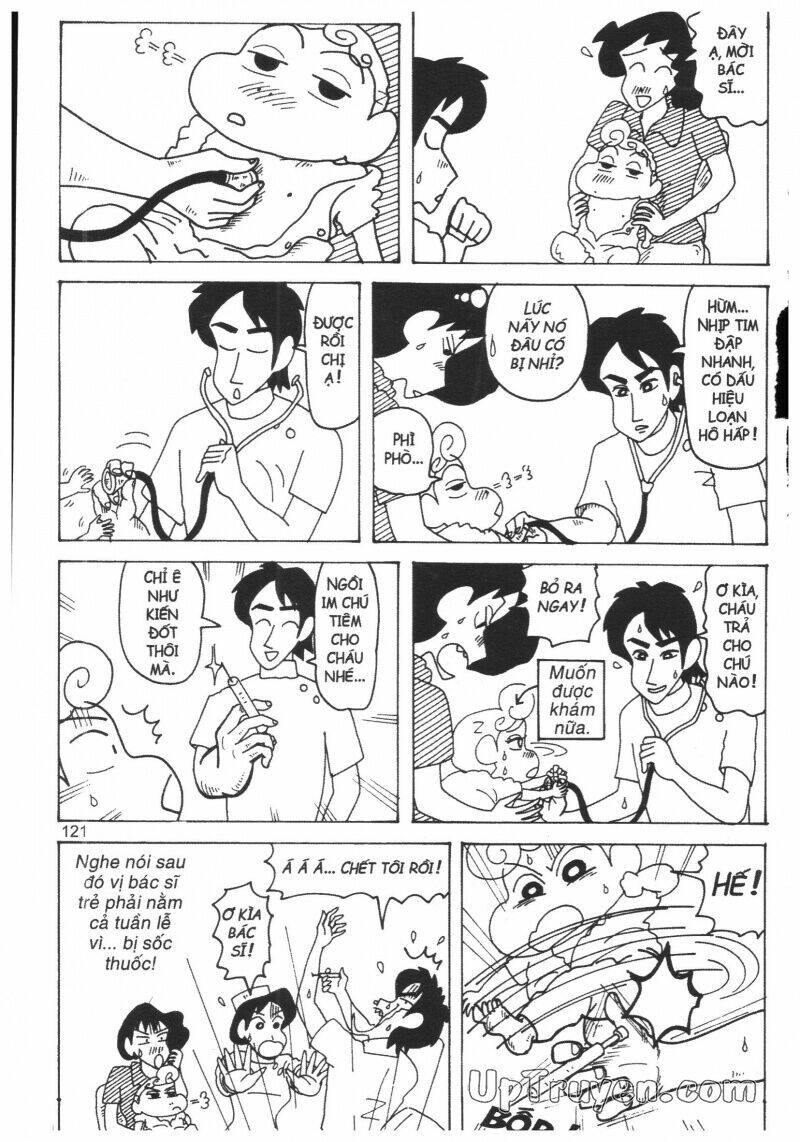 ĐÂY
Ạ, MỜI
BÁC
SĨ...
HỪM...
NHỊP TIM
ĐẬP
NHANH,
CÓ DẤU
HIỆU
LOẠN
HÔ HẤP!
LÚC
NÃY NÓ
ĐÂU CÓ
BỊ NHỈ?
PHÌ
PHÒ...
ĐƯỢC
RỒI CHỊ
Ạ!
Ơ KÌA,
CHÁU
TRẢ
CHO
CHÚ
NÀO!
BỎ RA
NGAY!
Muốn
được
khám
nữa.
NGỒI
IM CHÚ
TIÊM
CHO
CHÁU
NHÉ...
CHỈ Ê
NHƯ
KIẾN
ĐỐT
THÔI
MÀ.
121
HẾ!
BỐP!
Á Á Á... CHẾT TÔI RỒI!
Ơ KÌA
BÁC
SĨ!
Nghe nói sau
đó vị bác sĩ
trẻ phải nằm
cả tuần lễ
vì... bị sốc
thuốc!
UpTruyen.com